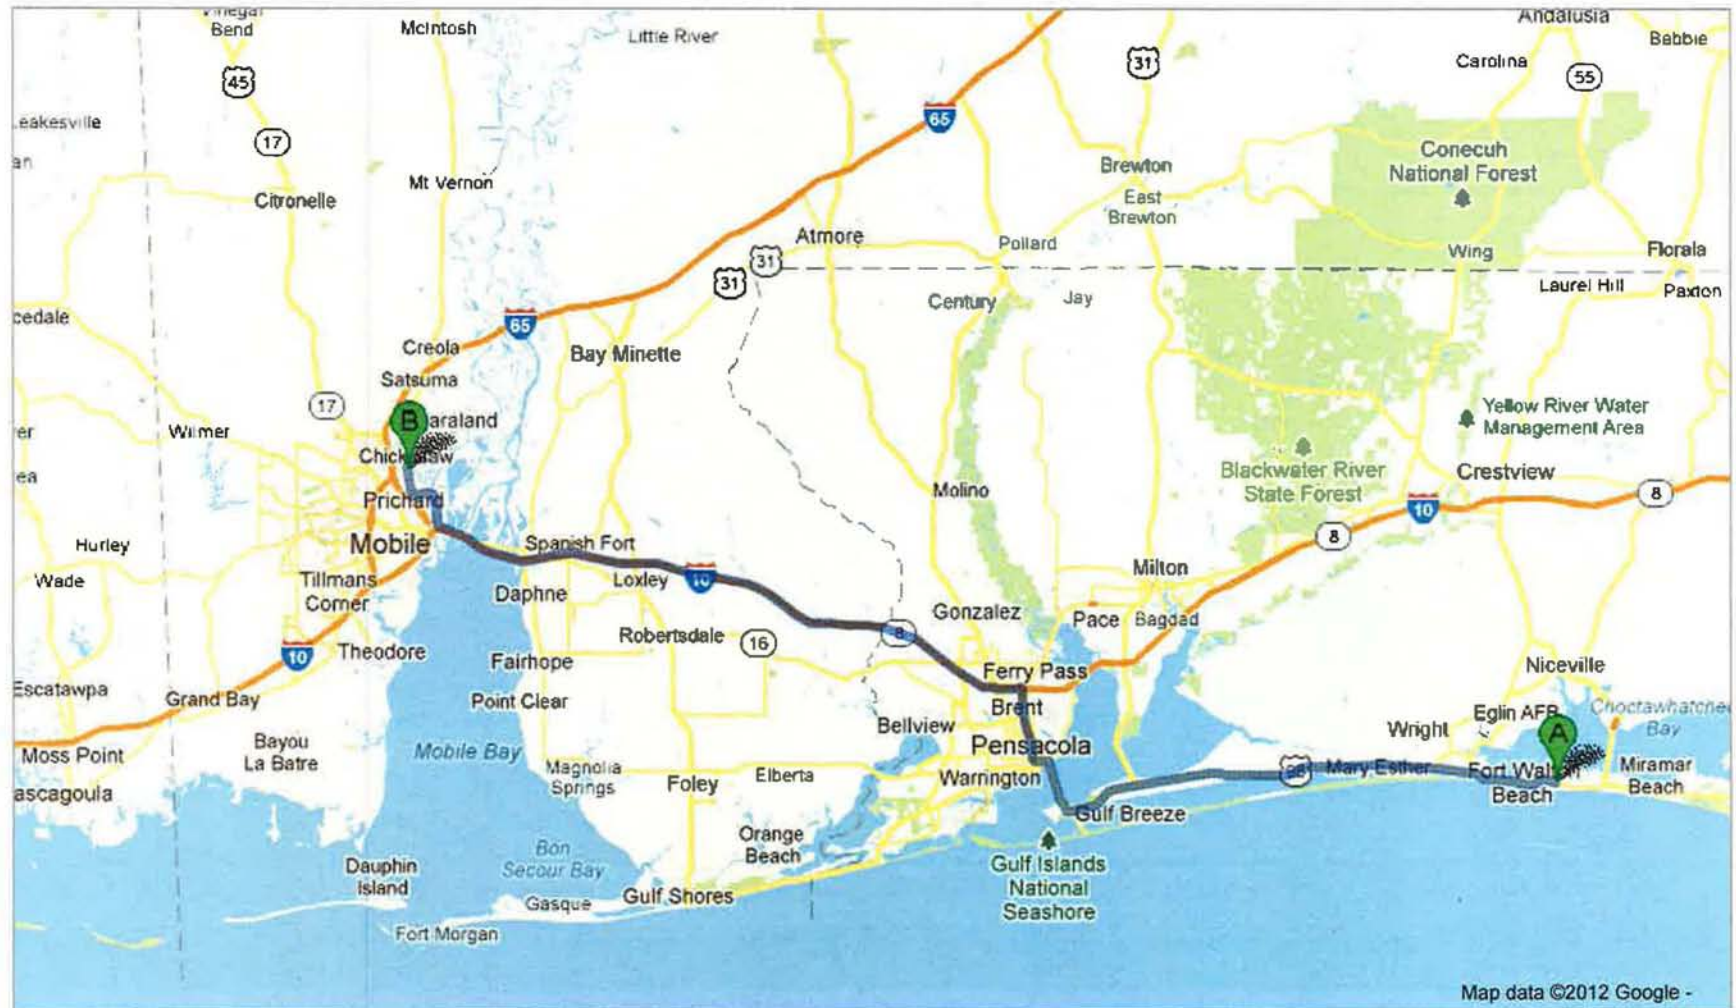 Bend
McIntosh
Little River
Andalusia
Babbie
Carolina
45
31
55
65
17
eakesville
an
Mt Vernon
Citronelle
Brewton
East
Brewton
Conecuh
National Forest
Atmore
Pollard
Wing
Florala
31
31
Century
Jay
Laurel Hill
Paxton
cedale
65
Creola
Bay Minette
Satsuma
17
B
araland
Wilmer
er
ea
Yellow River Water
Management Area
Blackwater River
State Forest
Crestview
Molino
Prichard
10
8
8
Mobile
Hurley
Wade
Spanish Fort
Loxley
10
Tillmans
Corner
Daphne
Milton
Gonzalez
Pace
Bagdad
Robertsdale
16
8
Theodore
10
Fairhope
Ferry Pass
Niceville
Escatawpa
Grand Bay
Point Clear
Brent
Eglin AFB
A
Choctawhatchee
Bay
Bellview
Wright
Moss Point
Bayou
La Batre
Mobile Bay
Pensacola
Magnolia
Springs
Foley
Elberta
Warrington
98
Mary Esther
Fort Walton
Beach
Miramar
Beach
ascagoula
Gulf Breeze
Orange
Beach
Bon
Secour Bay
Dauphin
Island
Gulf Islands
National
Seashore
Gasque
Gulf Shores
Fort Morgan
Map data ©2012 Google -